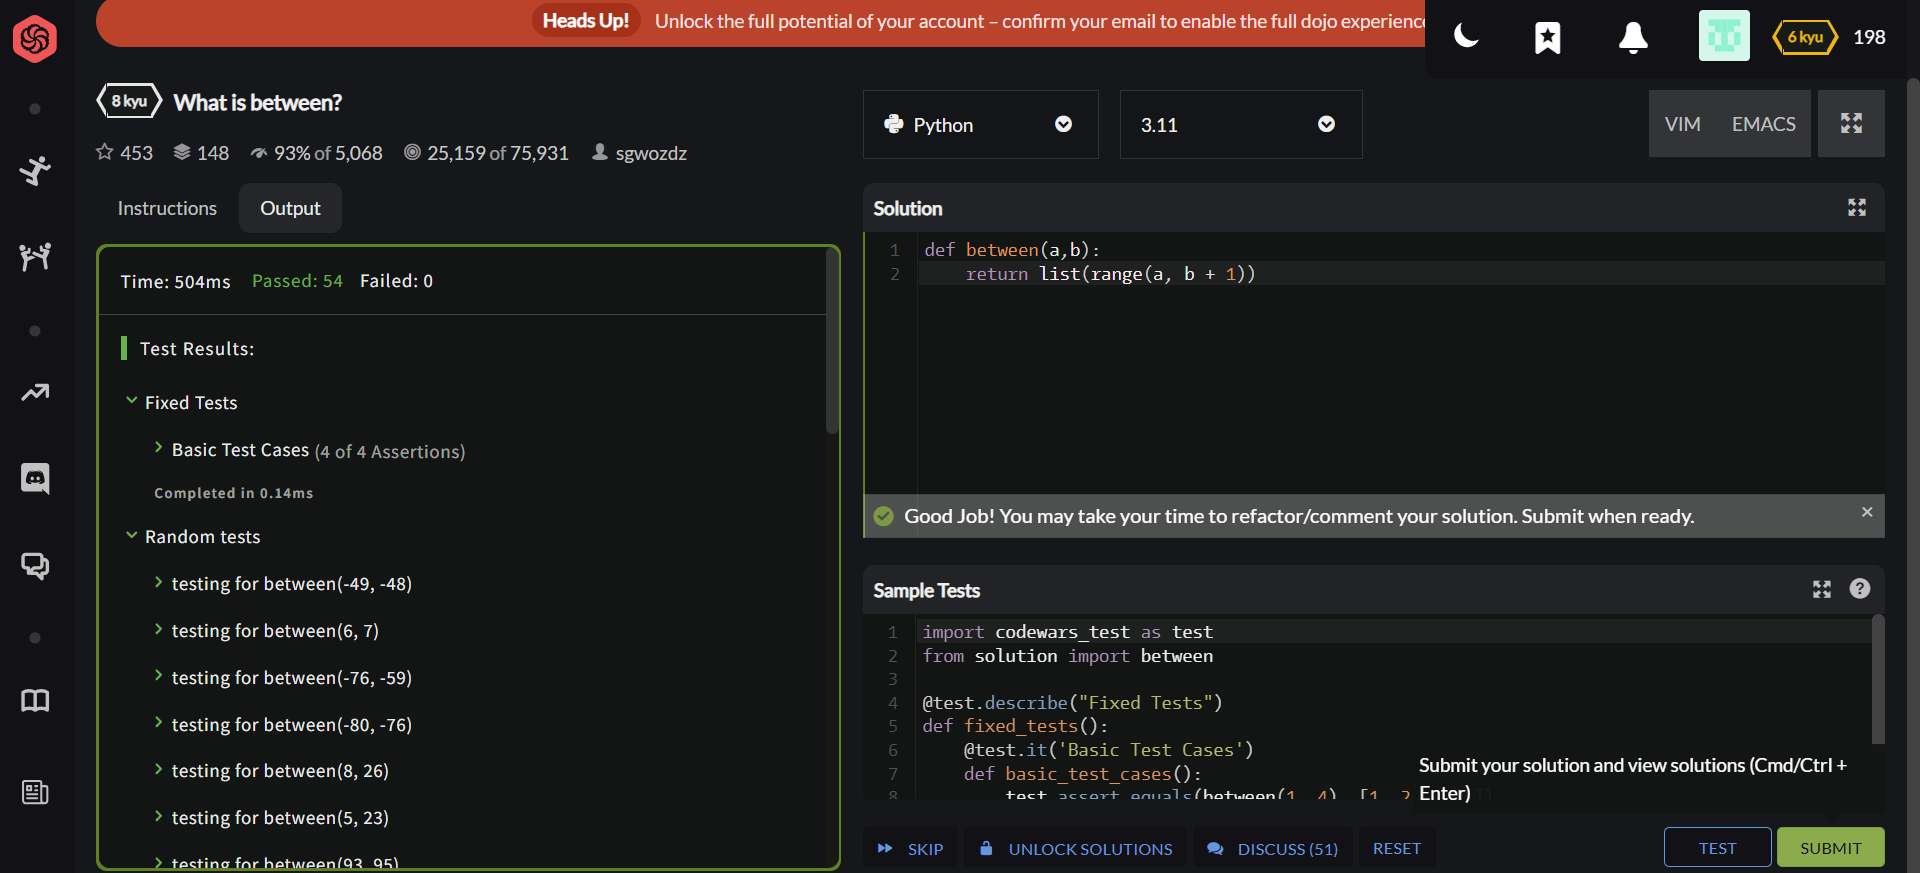 Heads Up! Unlock the full potential of your account – confirm your email to enable the full dojo experienc
6 kyu 198
8 kyu What is between?
453 148 93% of 5,068 25,159 of 75,931 sgwozdz
Python 3.11 VIM EMACS
Instructions Output
Time: 504ms Passed: 54 Failed: 0
Test Results:
Fixed Tests
Basic Test Cases (4 of 4 Assertions)
Completed in 0.14ms
Random tests
testing for between(-49, -48)
testing for between(6, 7)
testing for between(-76, -59)
testing for between(-80, -76)
testing for between(8, 26)
testing for between(5, 23)
testing for between(93, 95)
Solution
1 def between(a,b):
2     return list(range(a, b + 1))
Good Job! You may take your time to refactor/comment your solution. Submit when ready.
Sample Tests
1 import codewars_test as test
2 from solution import between
3
4 @test.describe("Fixed Tests")
5 def fixed_tests():
6     @test.it('Basic Test Cases')
7     def basic_test_cases():
8         test.assert_equals(between(1, 4), [1, 2
Submit your solution and view solutions (Cmd/Ctrl +
Enter)
SKIP UNLOCK SOLUTIONS DISCUSS (51) RESET TEST SUBMIT